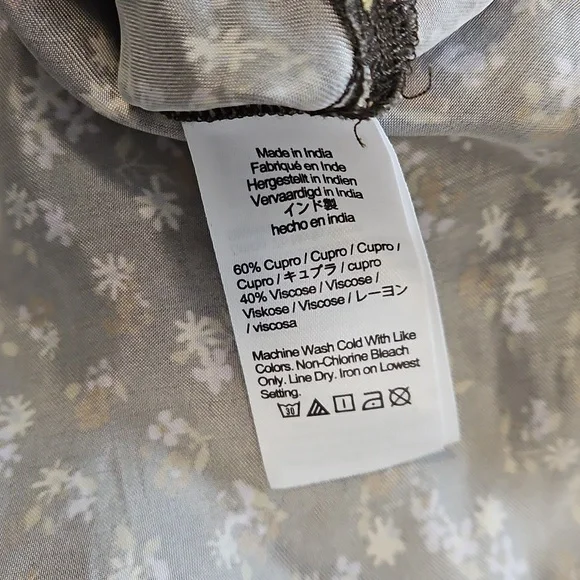 Made in India
Fabriqué en Inde
Hergestellt in Indien
Vervaardigd in India
インド製
hecho en india
60% Cupro / Cupro / Cupro /
Cupro / キュプラ / cupro
40% Viscose / Viscose /
Viskose / Viscose / レーヨン
/ viscosa
Machine Wash Cold With Like
Colors. Non-Chlorine Bleach
Only. Line Dry. Iron on Lowest
Setting.
30